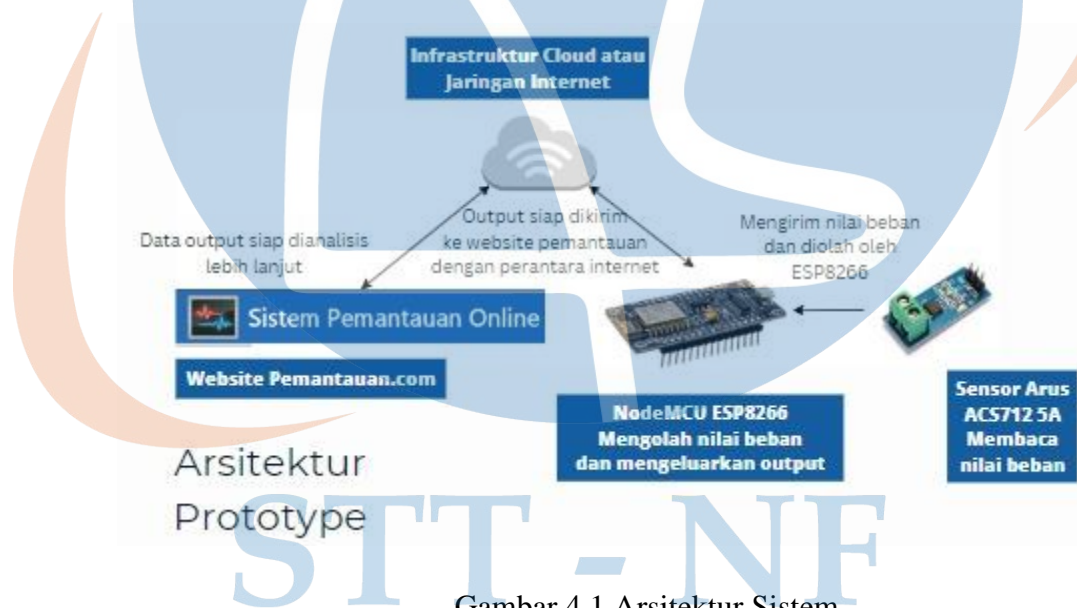 Infrastruktur Cloud atau
Jaringan Internet
Output siap dikirim
ke website pemantauan
dengan perantara internet
Mengirim nilai beban
dan diolah oleh
ESP8266
Data output siap dianalisis
lebih lanjut
Sistem Pemantauan Online
Website Pemantauan.com
NodeMCU ESP8266
Mengolah nilai beban
dan mengeluarkan output
Sensor Arus
ACS712 5A
Membaca
nilai beban
Arsitektur
Prototype
STT - NF
Gambar 4.1 Arsitektur Sistem